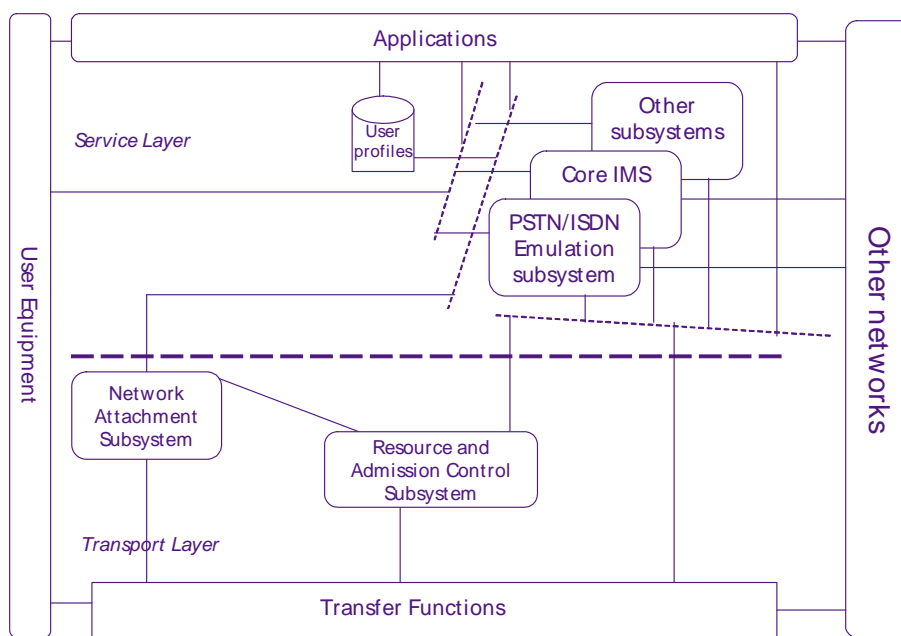 Applications
Other
subsystems
User
profiles
Service Layer
Core IMS
PSTN/ISDN
Emulation
subsystem
User Equipment
Other networks
Network
Attachment
Subsystem
Resource and
Admission Control
Subsystem
Transport Layer
Transfer Functions